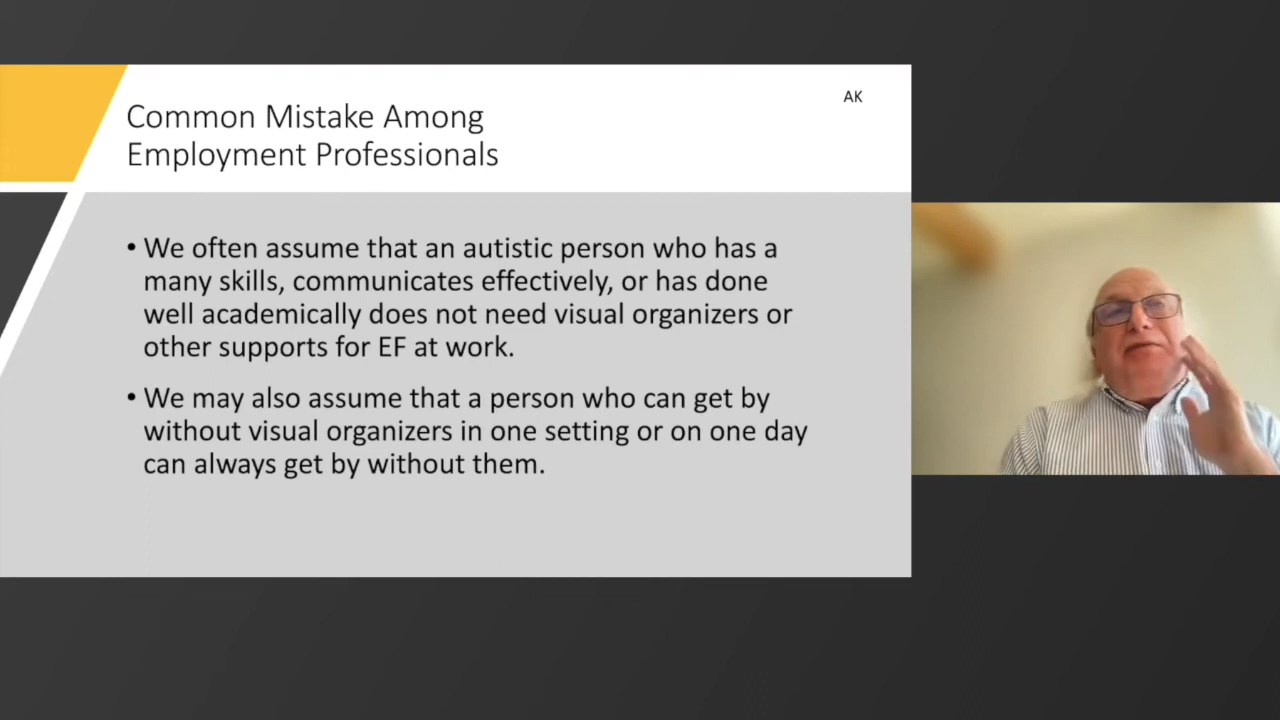 AK
Common Mistake Among
Employment Professionals
• We often assume that an autistic person who has a
many skills, communicates effectively, or has done
well academically does not need visual organizers or
other supports for EF at work.
• We may also assume that a person who can get by
without visual organizers in one setting or on one day
can always get by without them.